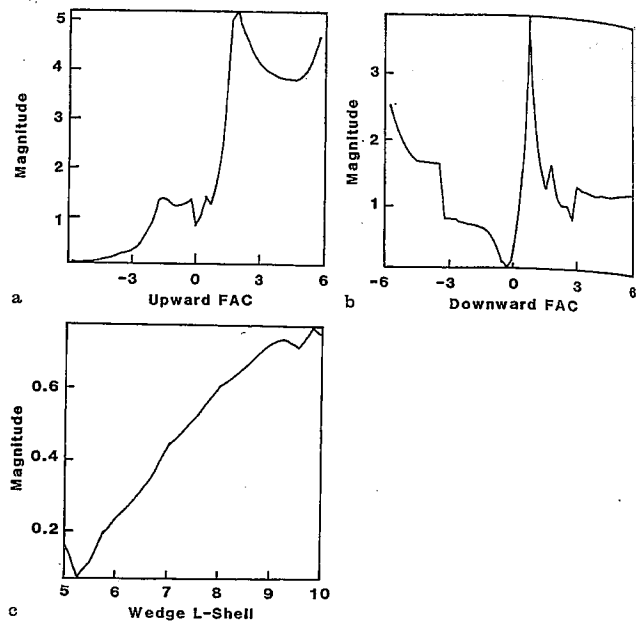 5
4
3
2
1
Magnitude
-3 0 3 6
Upward FAC
a
3
2
1
Magnitude
-6 -3 0 3 6
Downward FAC
b
0.6
0.4
0.2
Magnitude
5 6 7 8 9 10
Wedge L-Shell
c